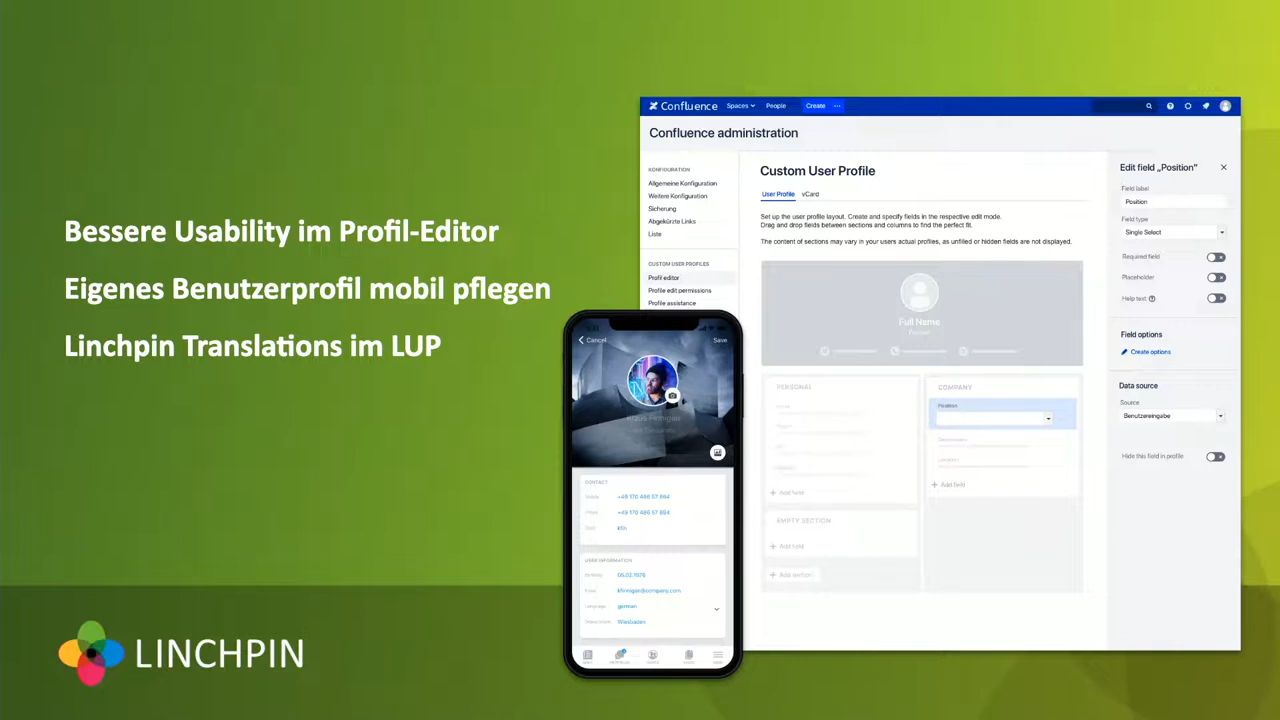 Bessere Usability im Profil-Editor
Eigenes Benutzerprofil mobil pflegen
Linchpin Translations im LUP
LINCHPIN
Confluence Spaces People Create
Confluence administration
KONFIGURATION
Allgemeine Konfiguration
Weitere Konfiguration
Sicherung
Abgekürzte Links
Liste
CUSTOM USER PROFILES
Profil editor
Profile edit permissions
Profile assistance
Custom User Profile
User Profile vCard
Set up the user profile layout. Create and specify fields in the respective edit mode.
Drag and drop fields between sections and columns to find the perfect fit.
The content of sections may vary in your users actual profiles, as unfilled or hidden fields are not displayed.
Full Name
PERSONAL
+ Add field
EMPTY SECTION
+ Add field
+ Add section
COMPANY
Position
+ Add field
Edit field „Position"
Field label
Position
Field type
Single Select
Required field
Placeholder
Help text
Field options
Create options
Data source
Source
Benutzereingabe
Hide this field in profile
Cancel Save
CONTACT
+49 170 486 57 894
kfin
USER INFORMATION
05.02.1976
kfinnigan@company.com
Language german
Wiesbaden